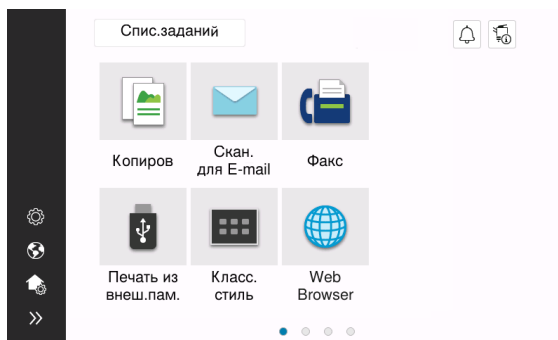 Спис.заданий
Копиров
Скан.
для E-mail
Факс
Печать из
внеш.пам.
Класс.
стиль
Web
Browser